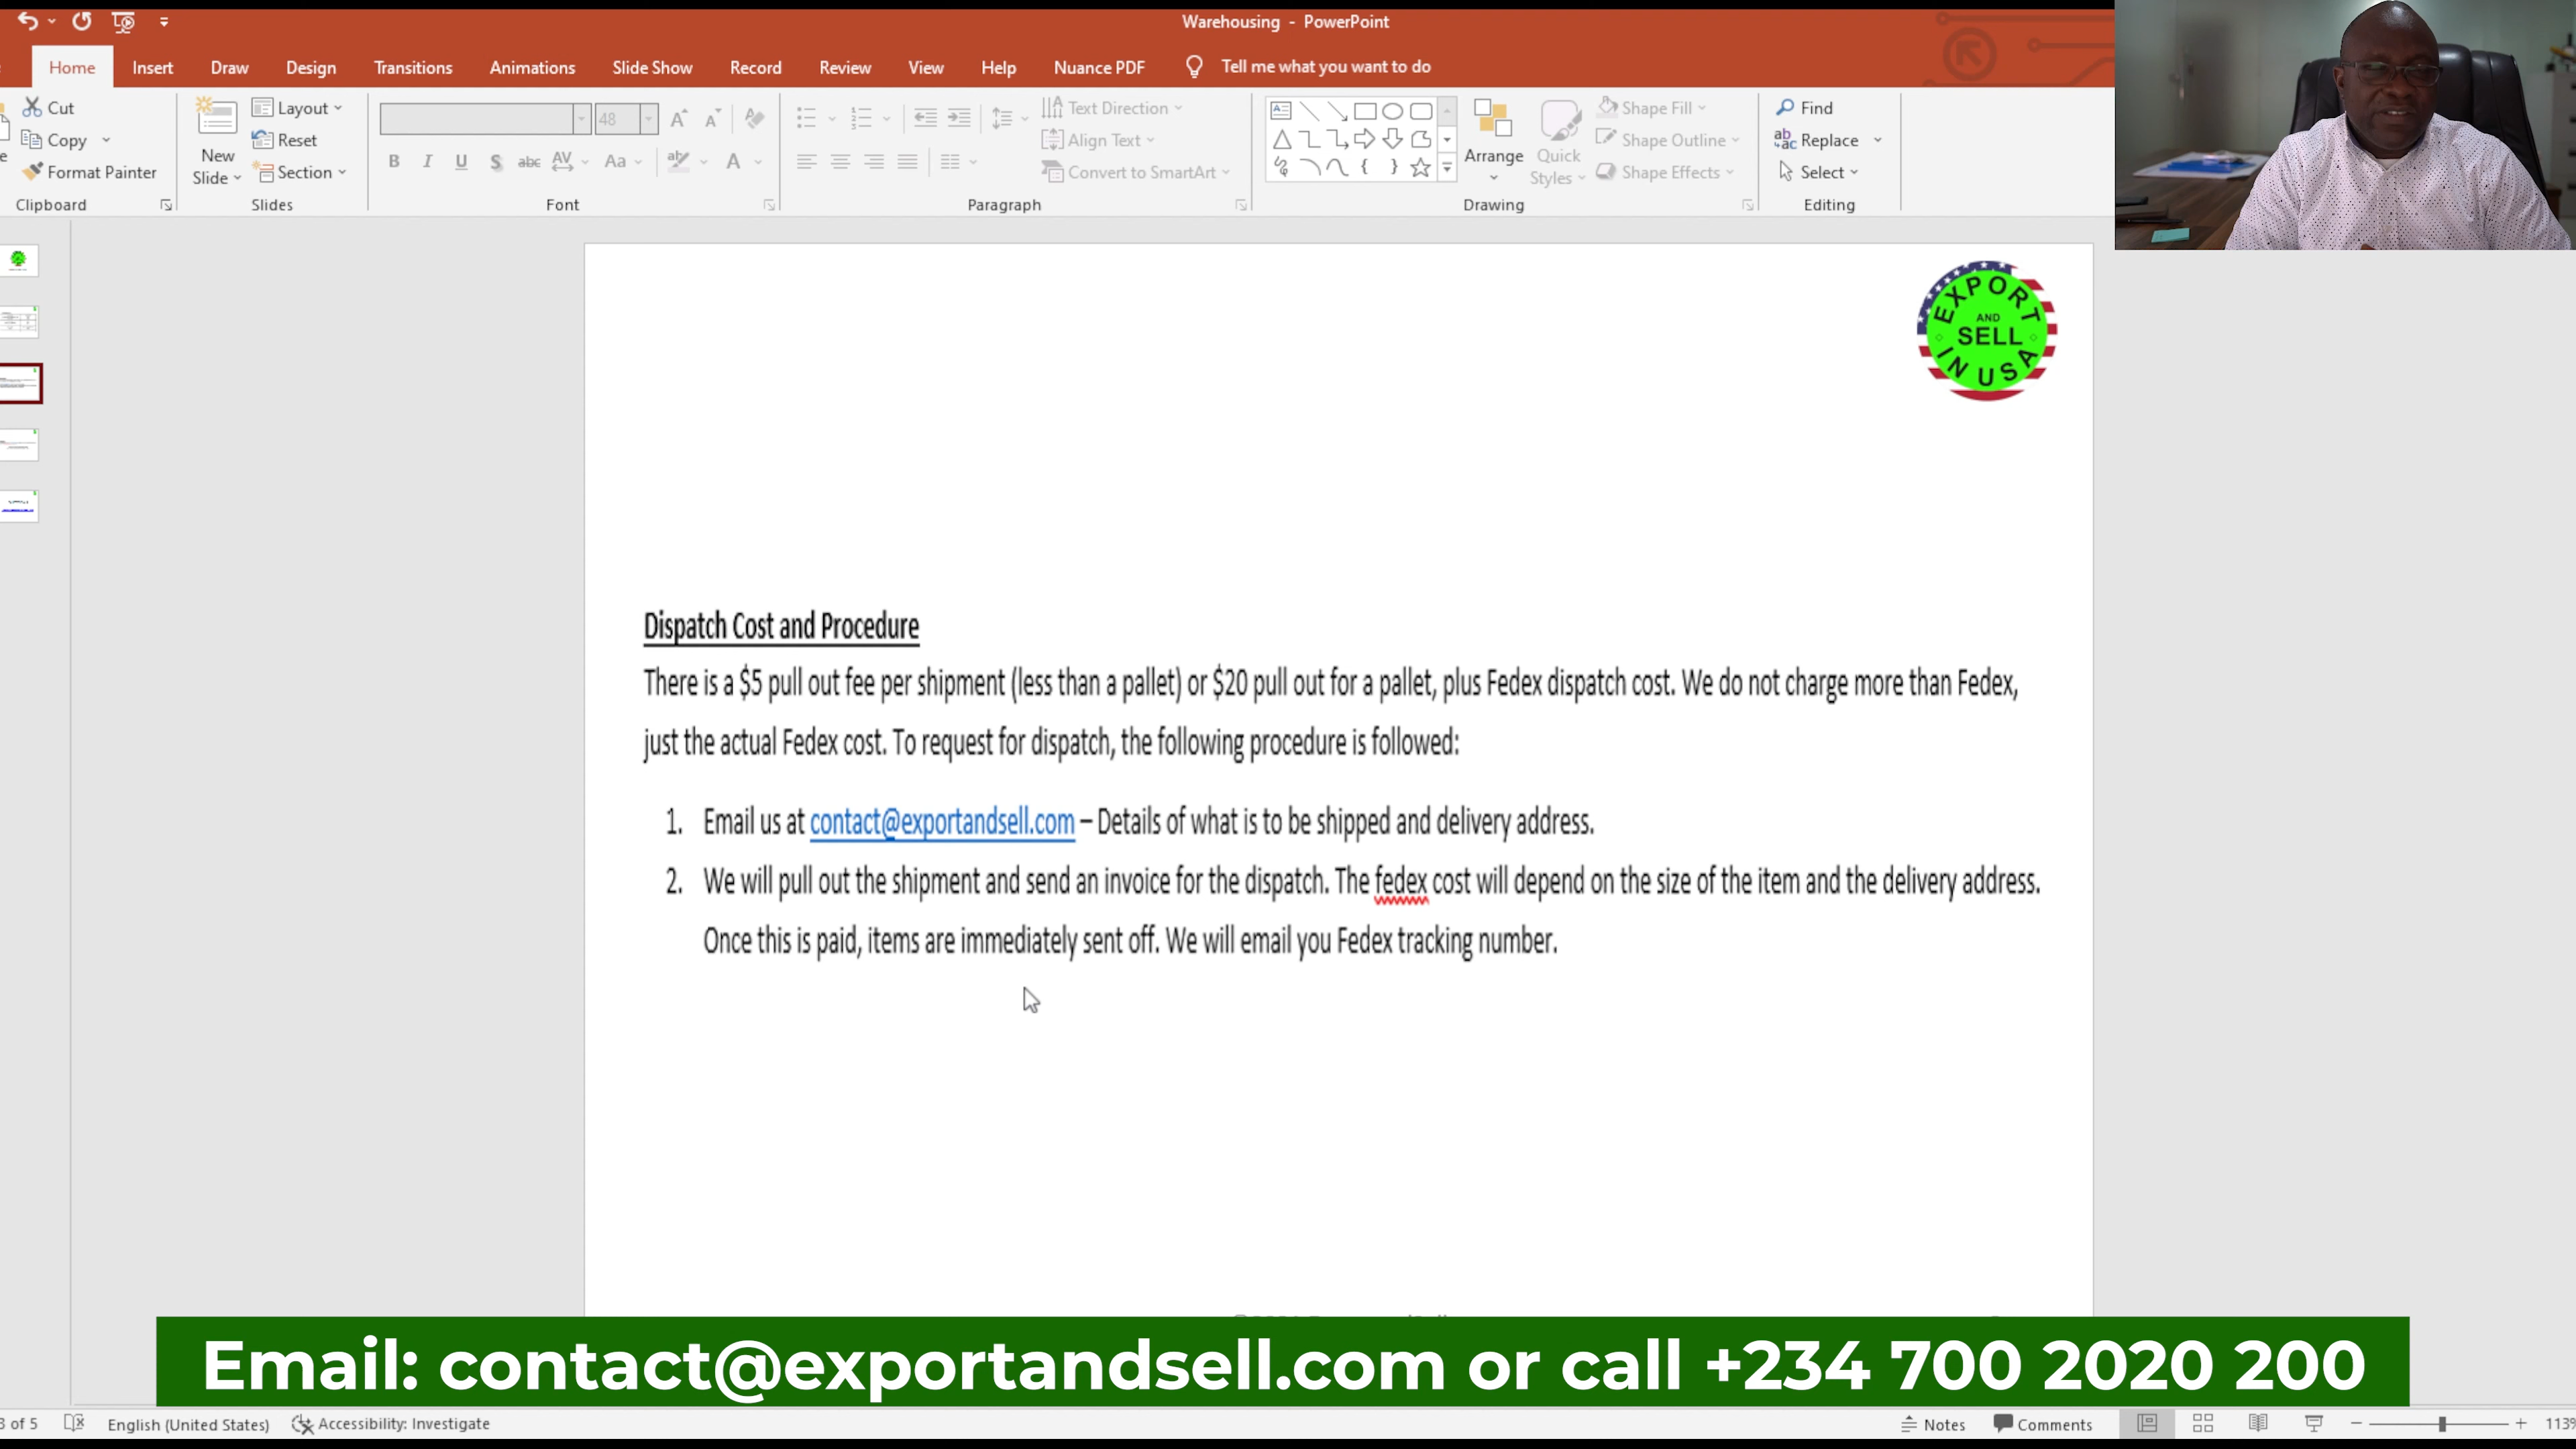 Warehousing - PowerPoint
Home Insert Draw Design Transitions Animations Slide Show Record Review View Help Nuance PDF Tell me what you want to do
Cut
Copy
Format Painter
Clipboard
New Slide
Layout
Reset
Section
Slides
48
Font
Text Direction
Align Text
Convert to SmartArt
Paragraph
Arrange
Quick Styles
Shape Fill
Shape Outline
Shape Effects
Drawing
Find
Replace
Select
Editing
EXPORT
AND
SELL
IN USA
Dispatch Cost and Procedure
There is a $5 pull out fee per shipment (less than a pallet) or $20 pull out for a pallet, plus Fedex dispatch cost. We do not charge more than Fedex,
just the actual Fedex cost. To request for dispatch, the following procedure is followed:
1. Email us at contact@exportandsell.com – Details of what is to be shipped and delivery address.
2. We will pull out the shipment and send an invoice for the dispatch. The fedex cost will depend on the size of the item and the delivery address.
Once this is paid, items are immediately sent off. We will email you Fedex tracking number.
Email: contact@exportandsell.com or call +234 700 2020 200
3 of 5 English (United States) Accessibility: Investigate Notes Comments 113%